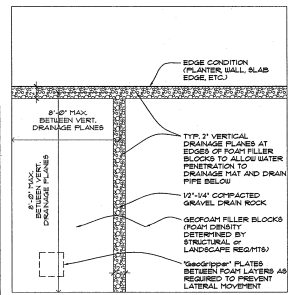 EDGE CONDITION
(PLANTER, WALL, SLAB
EDGE, ETC.)
8'-0" MAX.
BETWEEN VERT.
DRAINAGE PLANES
8'-0" MAX.
BETWEEN VERT.
DRAINAGE PLANES
TYP. 2" VERTICAL
DRAINAGE PLANES AT
EDGES OF FOAM FILLER
BLOCKS TO ALLOW WATER
PENETRATION TO
DRAINAGE MAT AND DRAIN
PIPE BELOW
1/2"-1/4" COMPACTED
GRAVEL DRAIN ROCK
GEOFOAM FILLER BLOCKS
(FOAM DENSITY
DETERMINED BY
STRUCTURAL or
LANDSCAPE REQ/MTS)
"GeoGripper" PLATES
BETWEEN FOAM LAYERS AS
REQUIRED TO PREVENT
LATERAL MOVEMENT